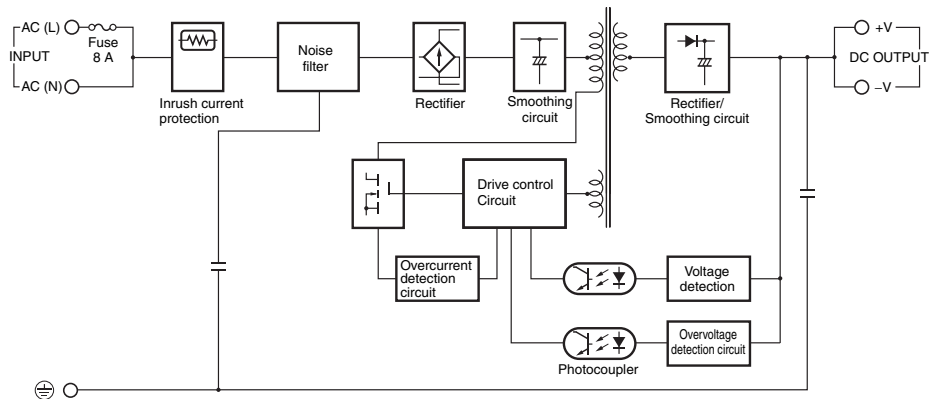 AC (L)
Fuse
8 A
INPUT
AC (N)
Inrush current
protection
Noise
filter
Rectifier
Smoothing
circuit
Rectifier/
Smoothing circuit
+V
DC OUTPUT
–V
Drive control
Circuit
Overcurrent
detection
circuit
Voltage
detection
Overvoltage
detection circuit
Photocoupler